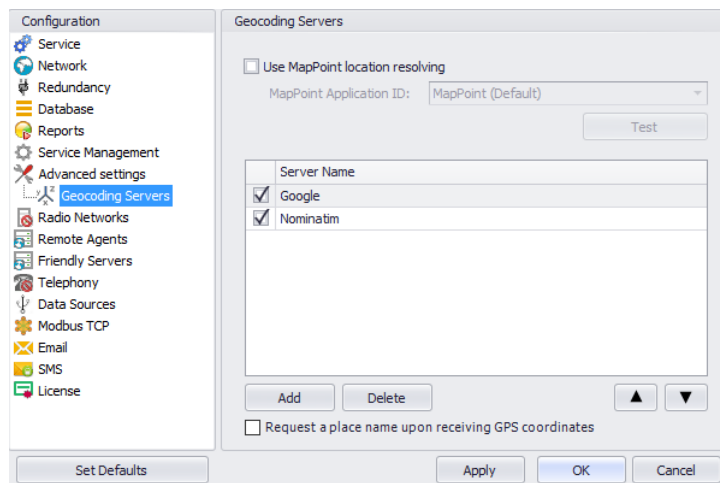 Configuration
Service
Network
Redundancy
Database
Reports
Service Management
Advanced settings
Geocoding Servers
Radio Networks
Remote Agents
Friendly Servers
Telephony
Data Sources
Modbus TCP
Email
SMS
License
Set Defaults
Geocoding Servers
Use MapPoint location resolving
MapPoint Application ID: MapPoint (Default)
Test
Server Name
Google
Nominatim
Add Delete
Request a place name upon receiving GPS coordinates
Apply OK Cancel